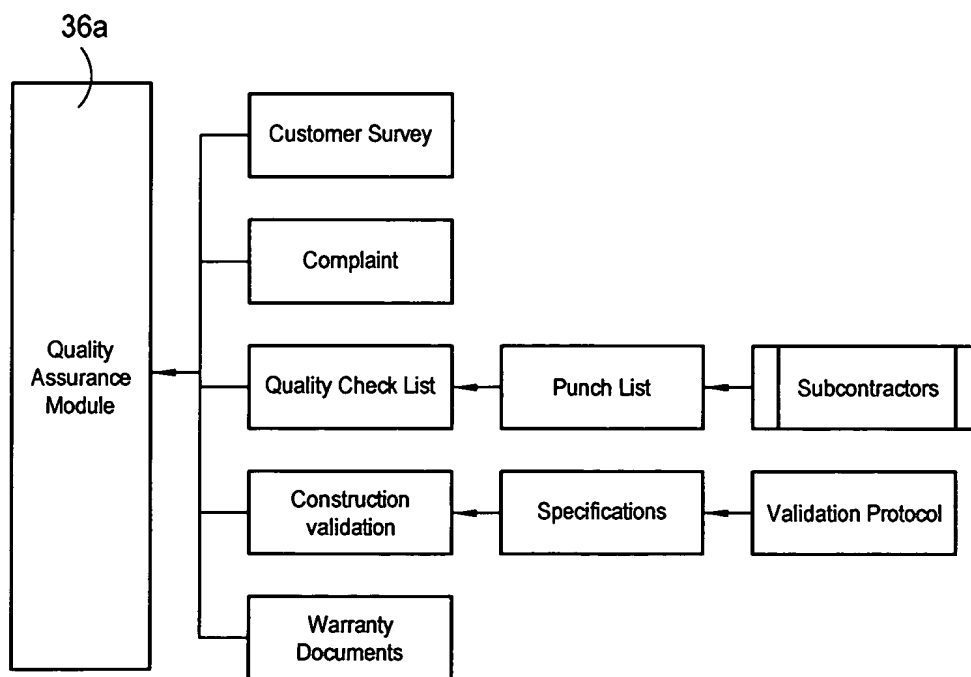 36a
Quality
Assurance
Module
Customer Survey
Complaint
Quality Check List
Punch List
Subcontractors
Construction
validation
Specifications
Validation Protocol
Warranty
Documents